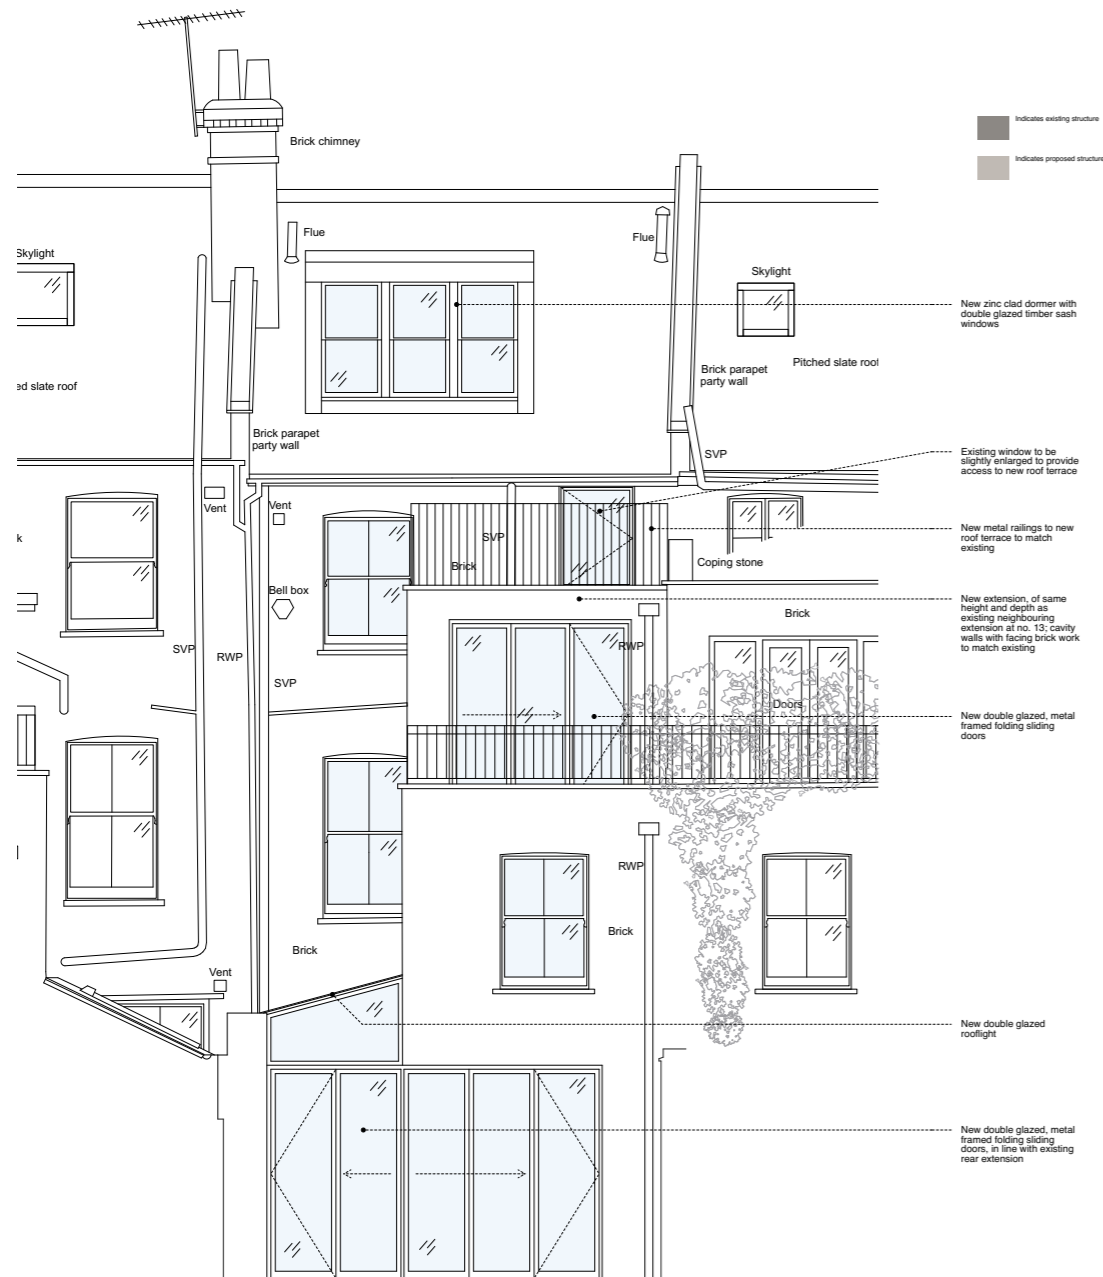 Brick chimney
Indicates existing structure
Indicates proposed structure
Flue
Flue
Skylight
Skylight
New zinc clad dormer with
double glazed timber sash
windows
Pitched slate roof
Brick parapet
party wall
ed slate roof
Brick parapet
party wall
SVP
Existing window to be
slightly enlarged to provide
access to new roof terrace
Vent
Vent
k
SVP
New metal railings to new
roof terrace to match
existing
Brick
Coping stone
Bell box
New extension, of same
height and depth as
existing neighbouring
extension at no. 13; cavity
walls with facing brick work
to match existing
Brick
SVP
RWP
RWP
SVP
Doors
New double glazed, metal
framed folding sliding
doors
RWP
Brick
Brick
Vent
New double glazed
rooflight
New double glazed, metal
framed folding sliding
doors, in line with existing
rear extension